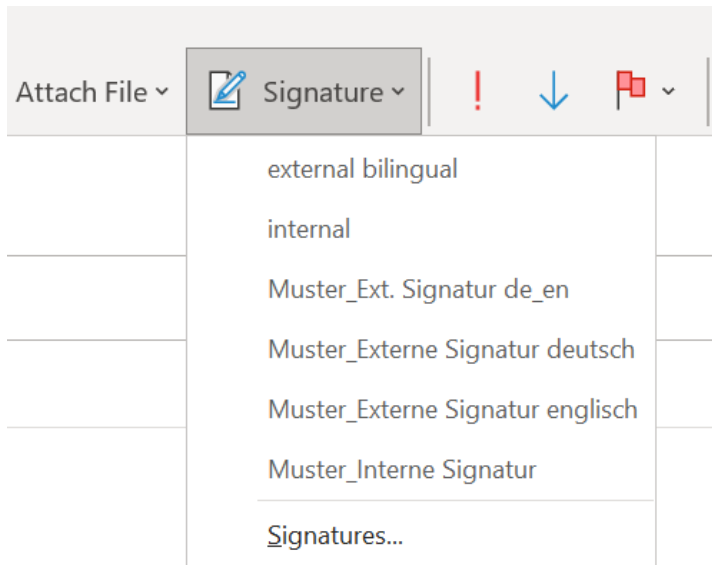 Attach File Signature
external bilingual
internal
Muster_Ext. Signatur de_en
Muster_Externe Signatur deutsch
Muster_Externe Signatur englisch
Muster_Interne Signatur
Signatures...